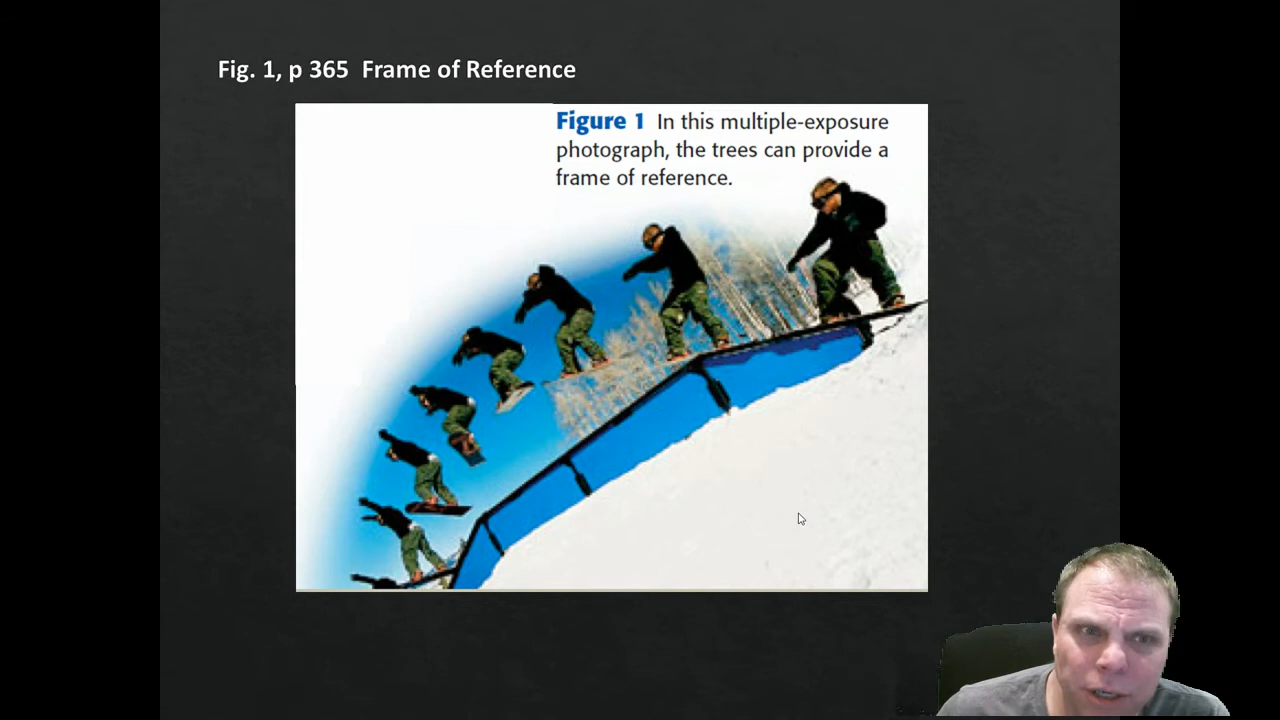 Fig. 1, p 365 Frame of Reference
Figure 1 In this multiple-exposure
photograph, the trees can provide a
frame of reference.